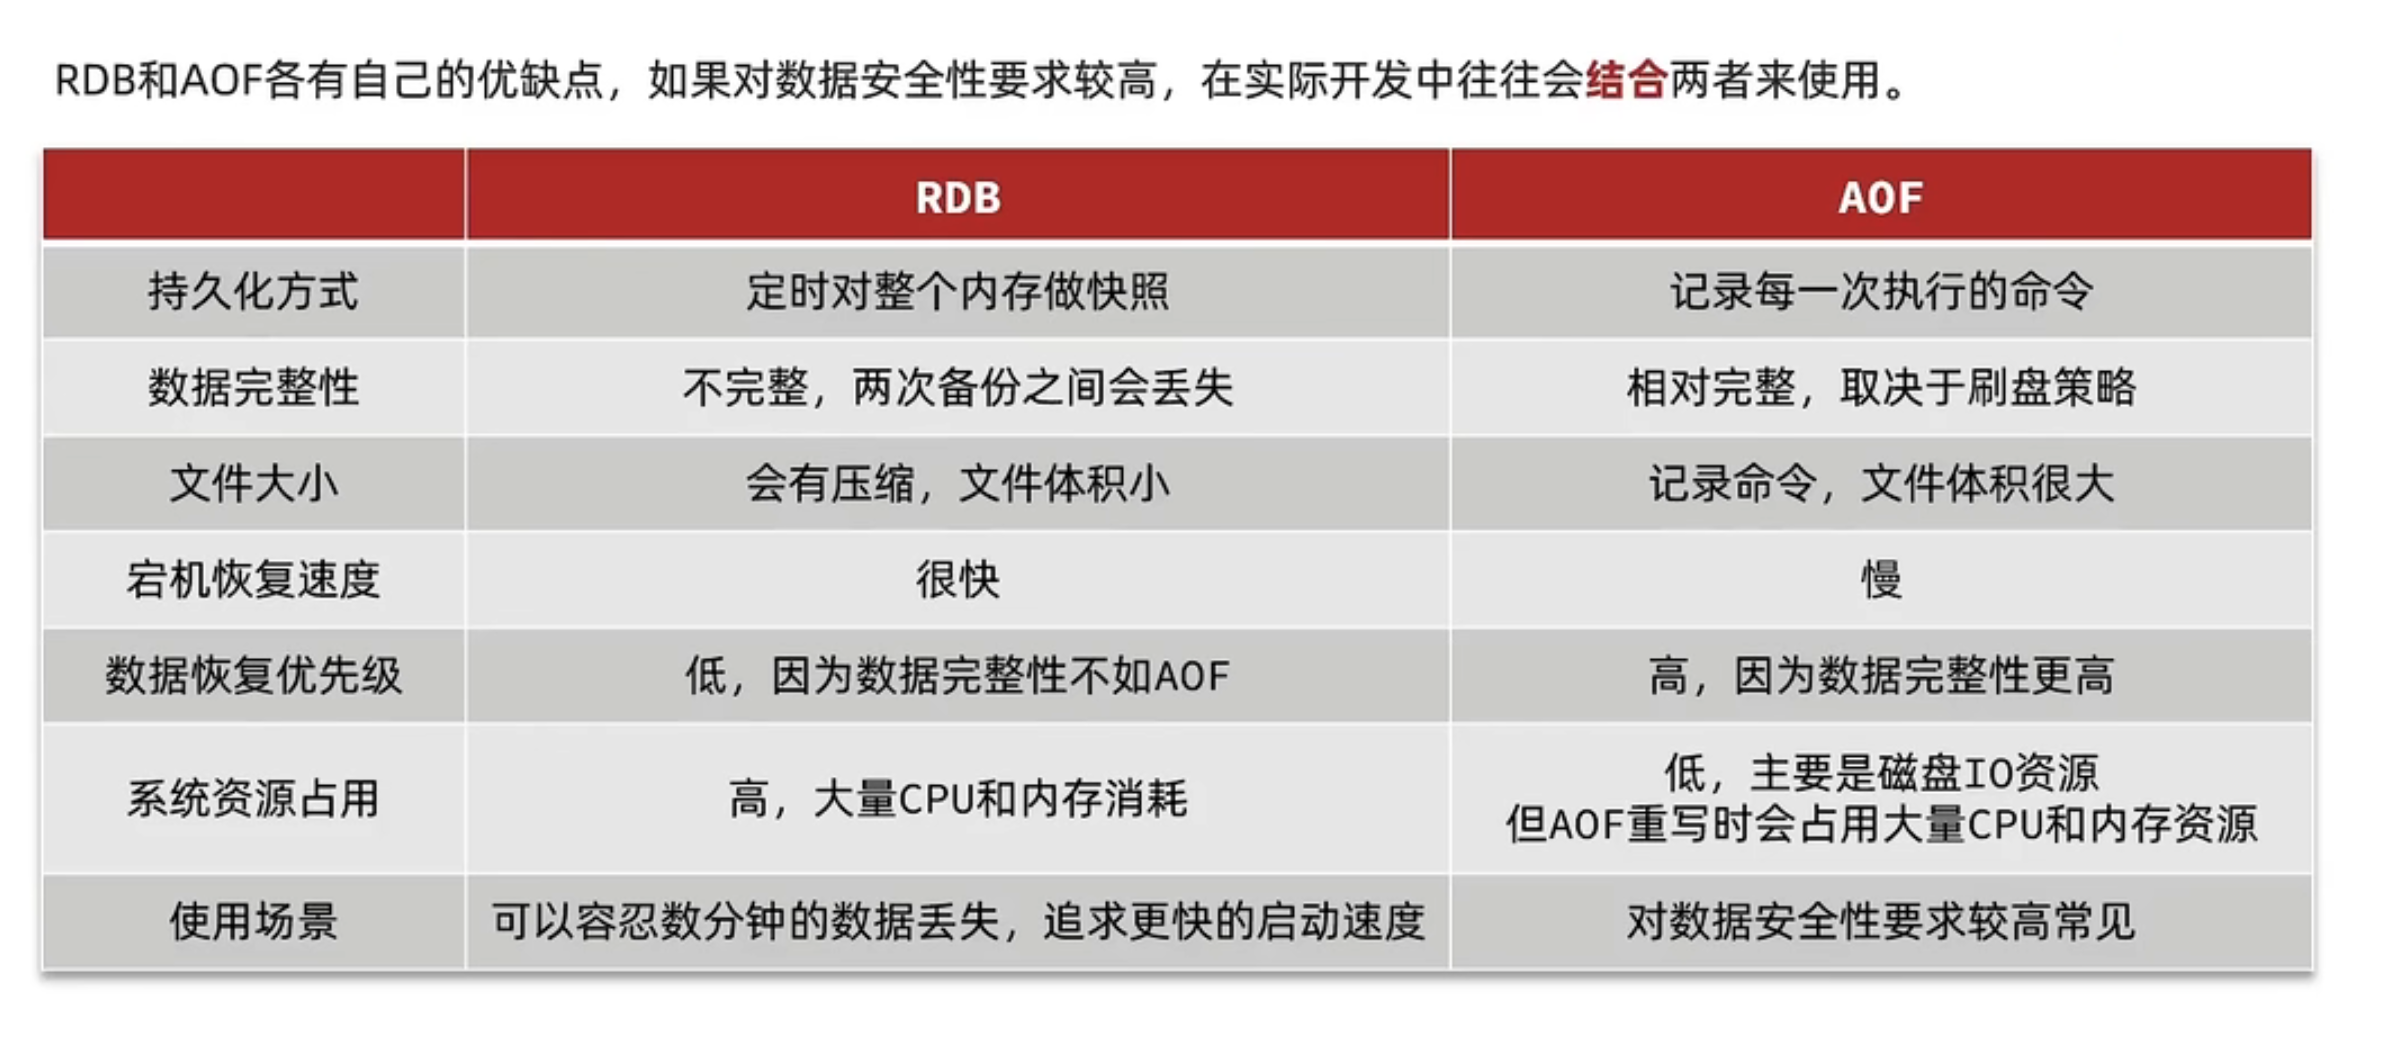 RDB和AOF各有自己的优缺点，如果对数据安全性要求较高，在实际开发中往往会结合两者来使用。
RDB AOF
持久化方式 定时对整个内存做快照 记录每一次执行的命令
数据完整性 不完整，两次备份之间会丢失 相对完整，取决于刷盘策略
文件大小 会有压缩，文件体积小 记录命令，文件体积很大
宕机恢复速度 很快 慢
数据恢复优先级 低，因为数据完整性不如AOF 高，因为数据完整性更高
系统资源占用 高，大量CPU和内存消耗 低，主要是磁盘IO资源
但AOF重写时会占用大量CPU和内存资源
使用场景 可以容忍数分钟的数据丢失，追求更快的启动速度 对数据安全性要求较高常见